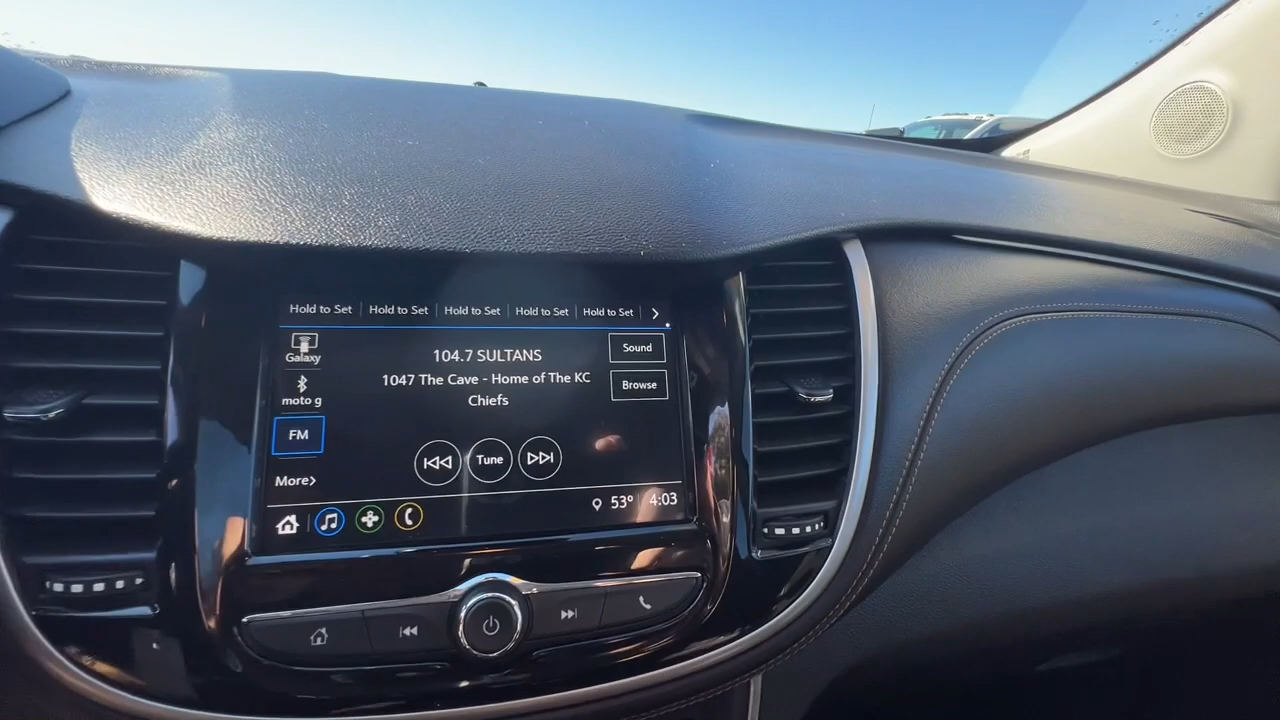 Hold to Set Hold to Set Hold to Set Hold to Set Hold to Set
Galaxy
moto g
FM
More
104.7 SULTANS
1047 The Cave - Home of The KC
Chiefs
Sound
Browse
Tune
53° 4:03